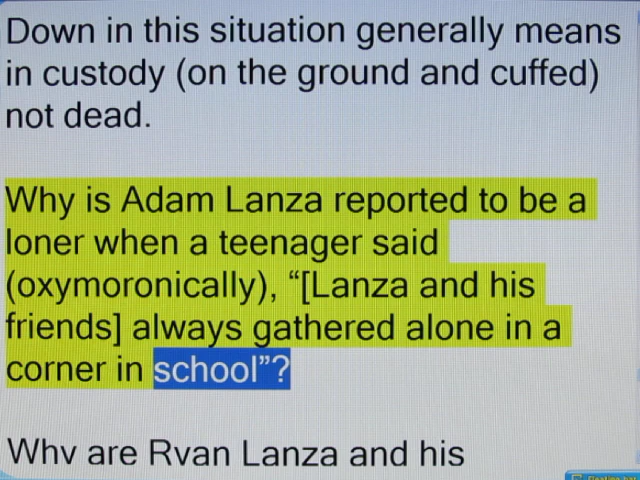 Down in this situation generally means
in custody (on the ground and cuffed)
not dead.
Why is Adam Lanza reported to be a
loner when a teenager said
(oxymoronically), “[Lanza and his
friends] always gathered alone in a
corner in school”?
Why are Ryan Lanza and his